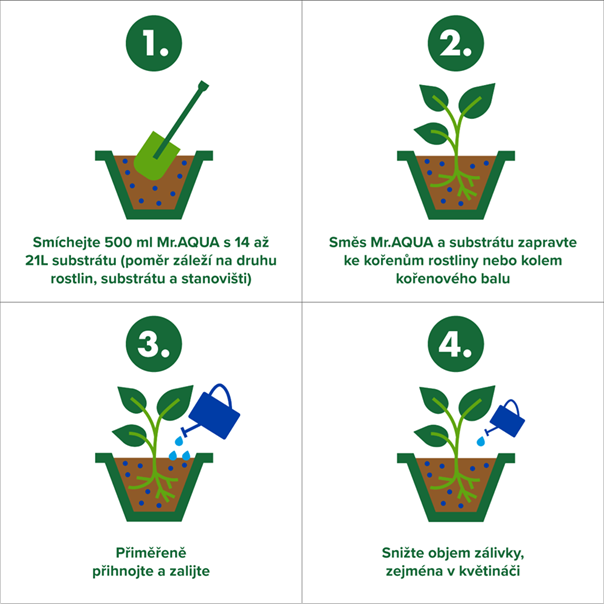 1.
Smíchejte 500 ml Mr.AQUA s 14 až
21L substrátu (poměr záleží na druhu
rostlin, substrátu a stanovišti)
2.
Směs Mr.AQUA a substrátu zapravte
ke kořenům rostliny nebo kolem
kořenového balu
3.
Přiměřeně
přihnojte a zalijte
4.
Snižte objem zálivky,
zejména v květináči